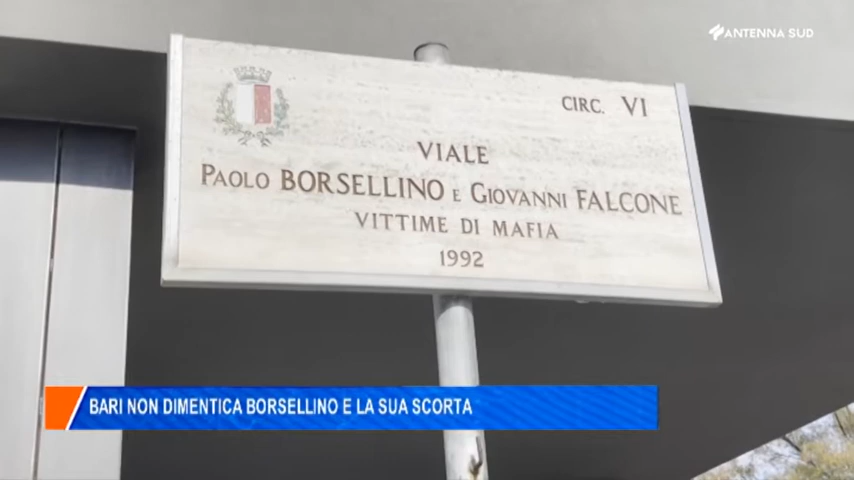 ANTENNA SUD
CIRC. VI
VIALE
PAOLO BORSELLINO E GIOVANNI FALCONE
VITTIME DI MAFIA
1992
BARI NON DIMENTICA BORSELLINO E LA SUA SCORTA